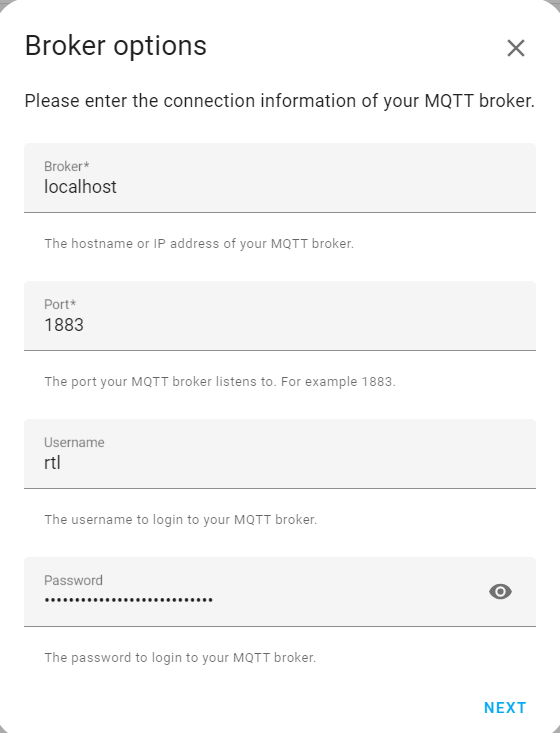 Broker options
Please enter the connection information of your MQTT broker.
Broker*
localhost
The hostname or IP address of your MQTT broker.
Port*
1883
The port your MQTT broker listens to. For example 1883.
Username
rtl
The username to login to your MQTT broker.
Password
••••••••••••••••••••••••••••
The password to login to your MQTT broker.
NEXT